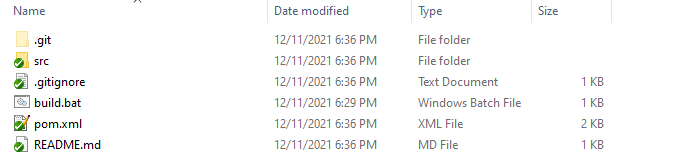 Name Date modified Type Size
.git 12/11/2021 6:36 PM File folder
src 12/11/2021 6:36 PM File folder
.gitignore 12/11/2021 6:36 PM Text Document 1 KB
build.bat 12/11/2021 6:29 PM Windows Batch File 1 KB
pom.xml 12/11/2021 6:36 PM XML File 2 KB
README.md 12/11/2021 6:36 PM MD File 1 KB